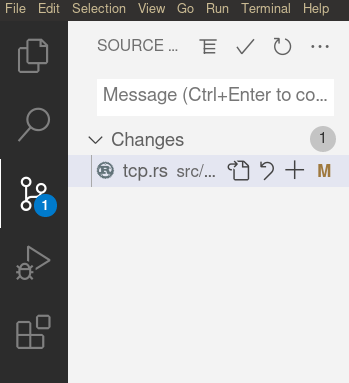 File Edit Selection View Go Run Terminal Help
SOURCE ...
Message (Ctrl+Enter to co...
Changes 1
tcp.rs src/... M
1